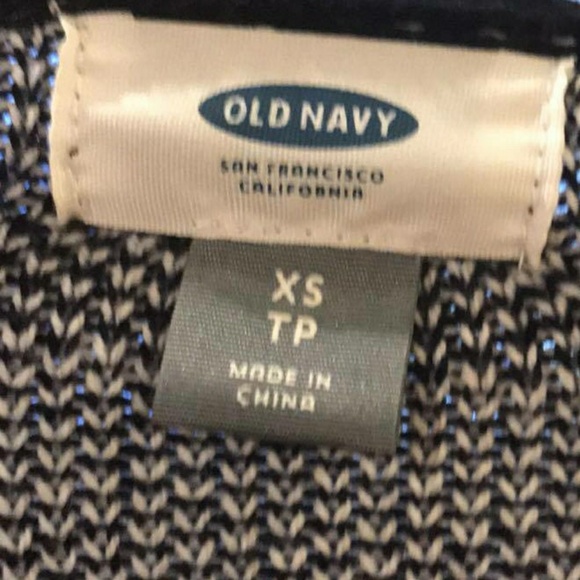 OLD NAVY
SAN FRANCISCO
CALIFORNIA
XS
TP
MADE IN
CHINA